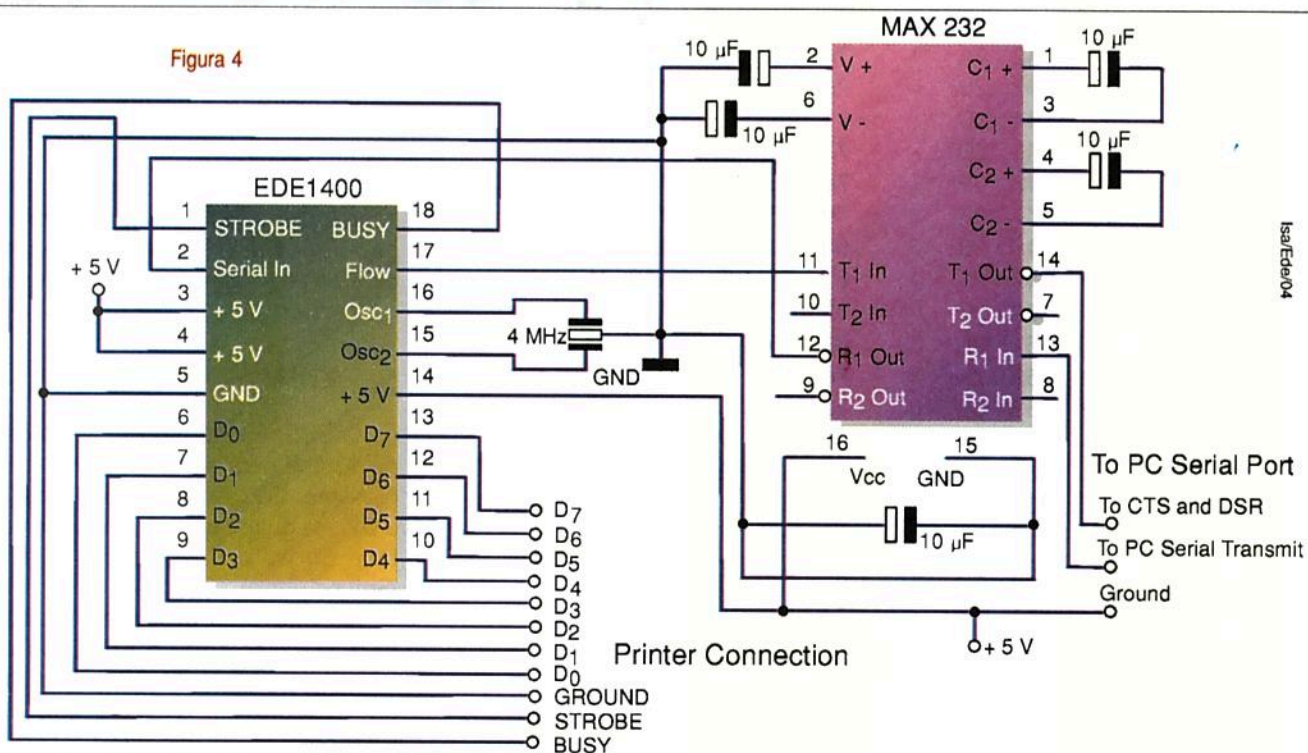 Figura 4
EDE1400
1 STROBE
2 Serial In
3 + 5 V
4 + 5 V
5 GND
6 D0
7 D1
8 D2
9 D3
18 BUSY
17 Flow
16 Osc1
15 Osc2
14 + 5 V
13 D7
12 D6
11 D5
10 D4
+ 5 V
4 MHz
GND
MAX 232
10 µF
2 V +
6 V -
10 µF
11 T1 In
10 T2 In
12 R1 Out
9 R2 Out
C1 + 1
10 µF
C1 - 3
C2 + 4
10 µF
C2 - 5
T1 Out 14
T2 Out 7
R1 In 13
R2 In 8
16 15
Vcc GND
10 µF
Isa/Ede/04
To PC Serial Port
To CTS and DSR
To PC Serial Transmit
Ground
+ 5 V
D7
D6
D5
D4
D3
D2
D1
D0
GROUND
STROBE
BUSY
Printer Connection